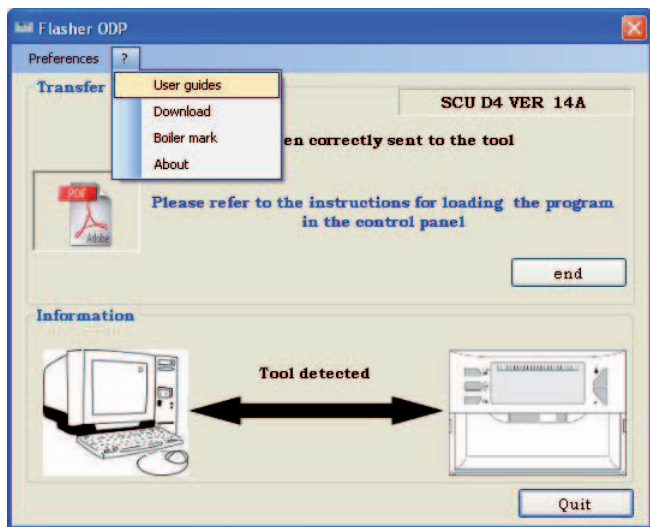 Flasher ODP
Preferences ?
Transfer
User guides
Download
Boiler mark
About
SCU D4 VER 14A
en correctly sent to the tool
PDF
Adobe
Please refer to the instructions for loading the program
in the control panel
end
Information
Tool detected
Quit